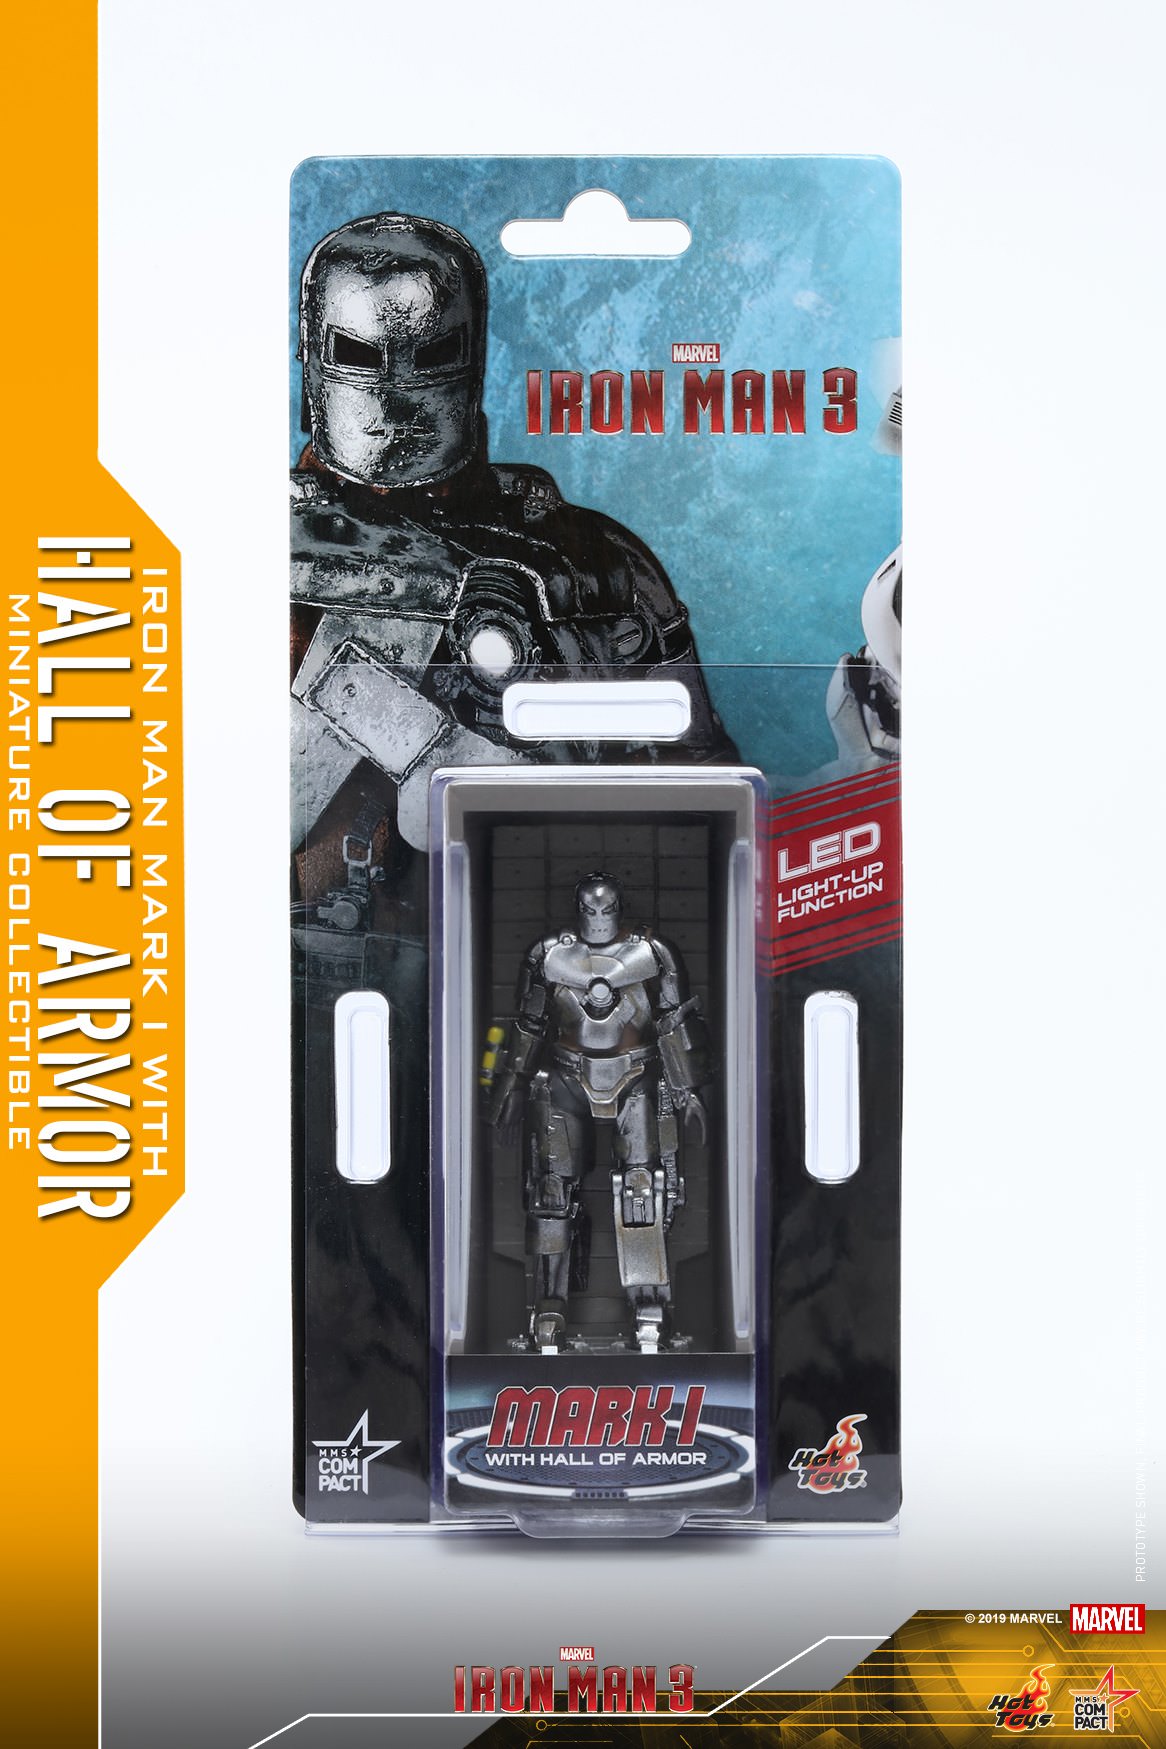 IRON MAN MARK I WITH
HALL OF ARMOR
MINIATURE COLLECTIBLE
MARVEL
IRON MAN 3
LED
LIGHT-UP
FUNCTION
MARK I
WITH HALL OF ARMOR
MMS
COM
PACT
Hot
Toys
© 2019 MARVEL
MARVEL
MARVEL
IRON MAN 3
Hot
Toys
MMS
COM
PACT
PROTOTYPE SHOWN